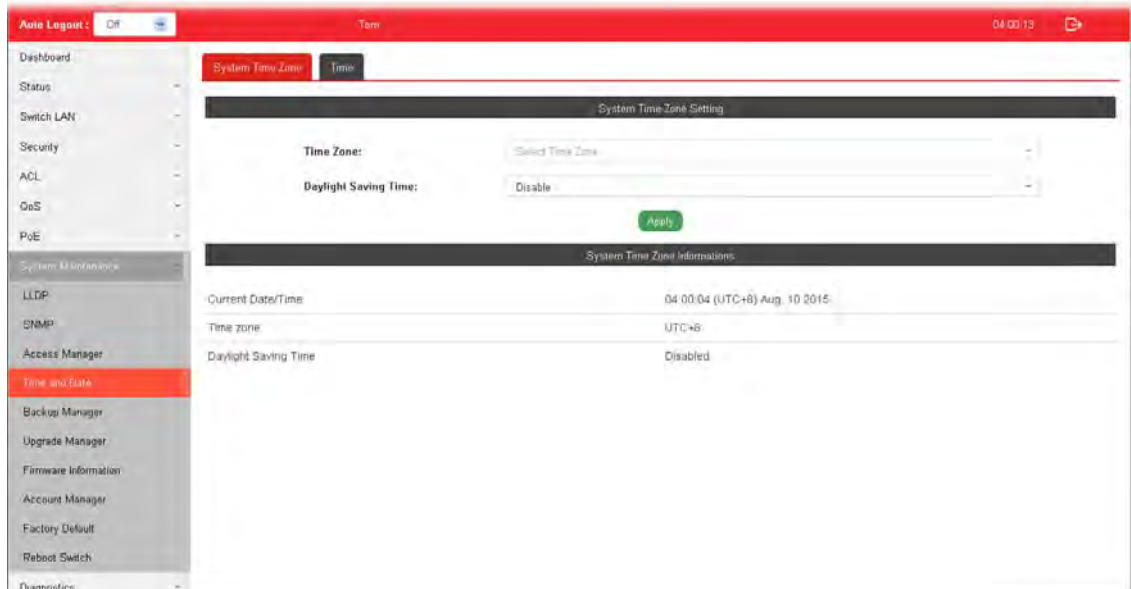 Auto Logout : Off Tom 04:00:13
Dashboard
Status
Switch LAN
Security
ACL
QoS
PoE
System Maintanance
LLDP
SNMP
Access Manager
Time and Date
Backup Manager
Upgrade Manager
Firmware Information
Account Manager
Factory Default
Reboot Switch
Diagnostics
System Time Zone Time
System Time Zone Setting
Time Zone: Select Time Zone
Daylight Saving Time: Disable
Apply
System Time Zone Informations
Current Date/Time 04:00:04 (UTC+8) Aug. 10 2015
Time zone UTC+8
Daylight Saving Time Disabled